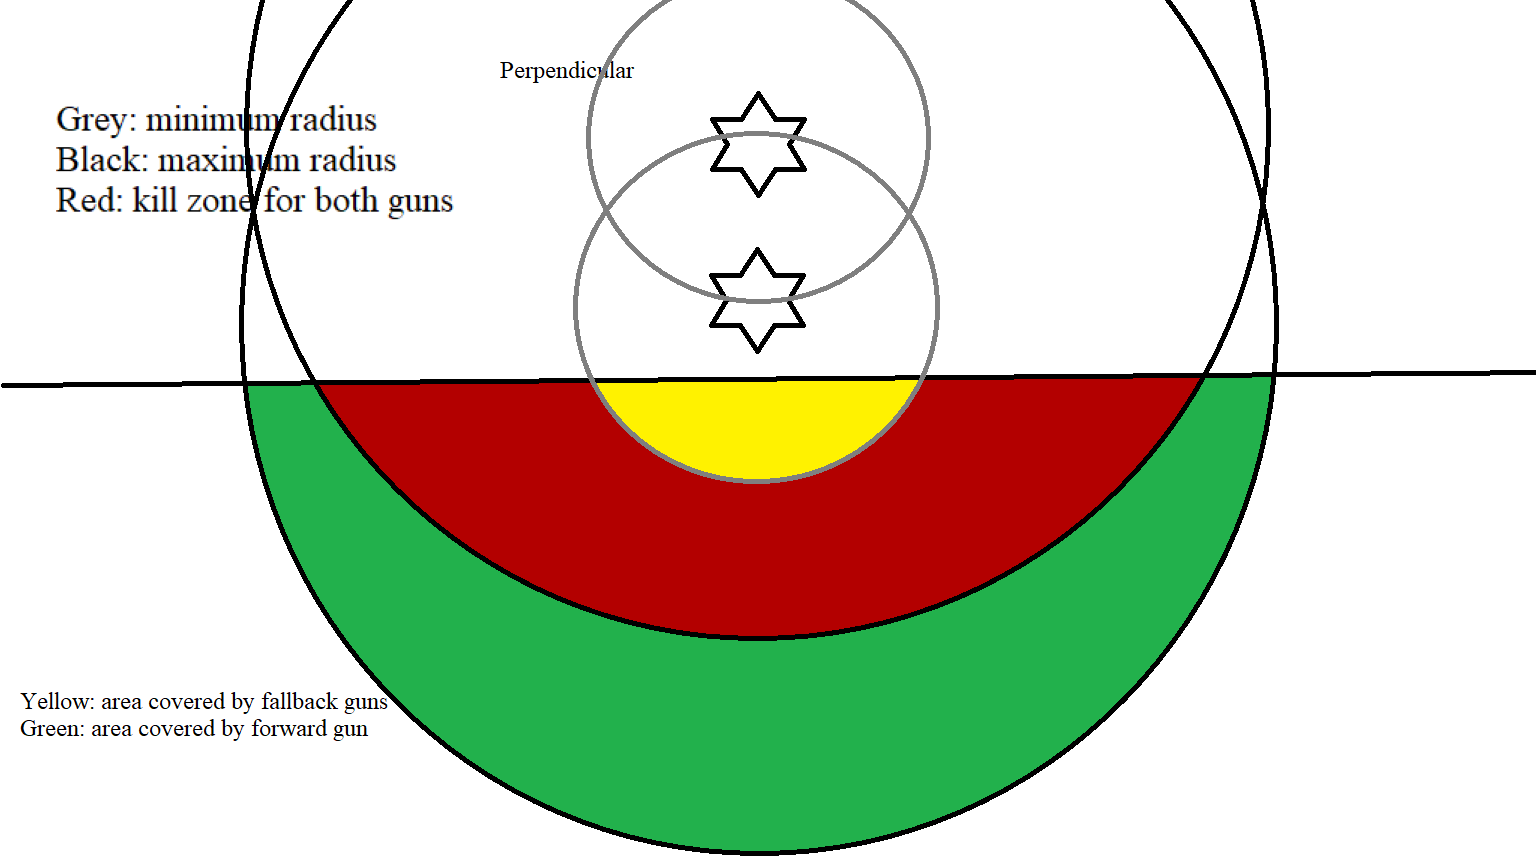 Perpendicular
Grey: minimum radius
Black: maximum radius
Red: kill zone for both guns
Yellow: area covered by fallback guns
Green: area covered by forward gun